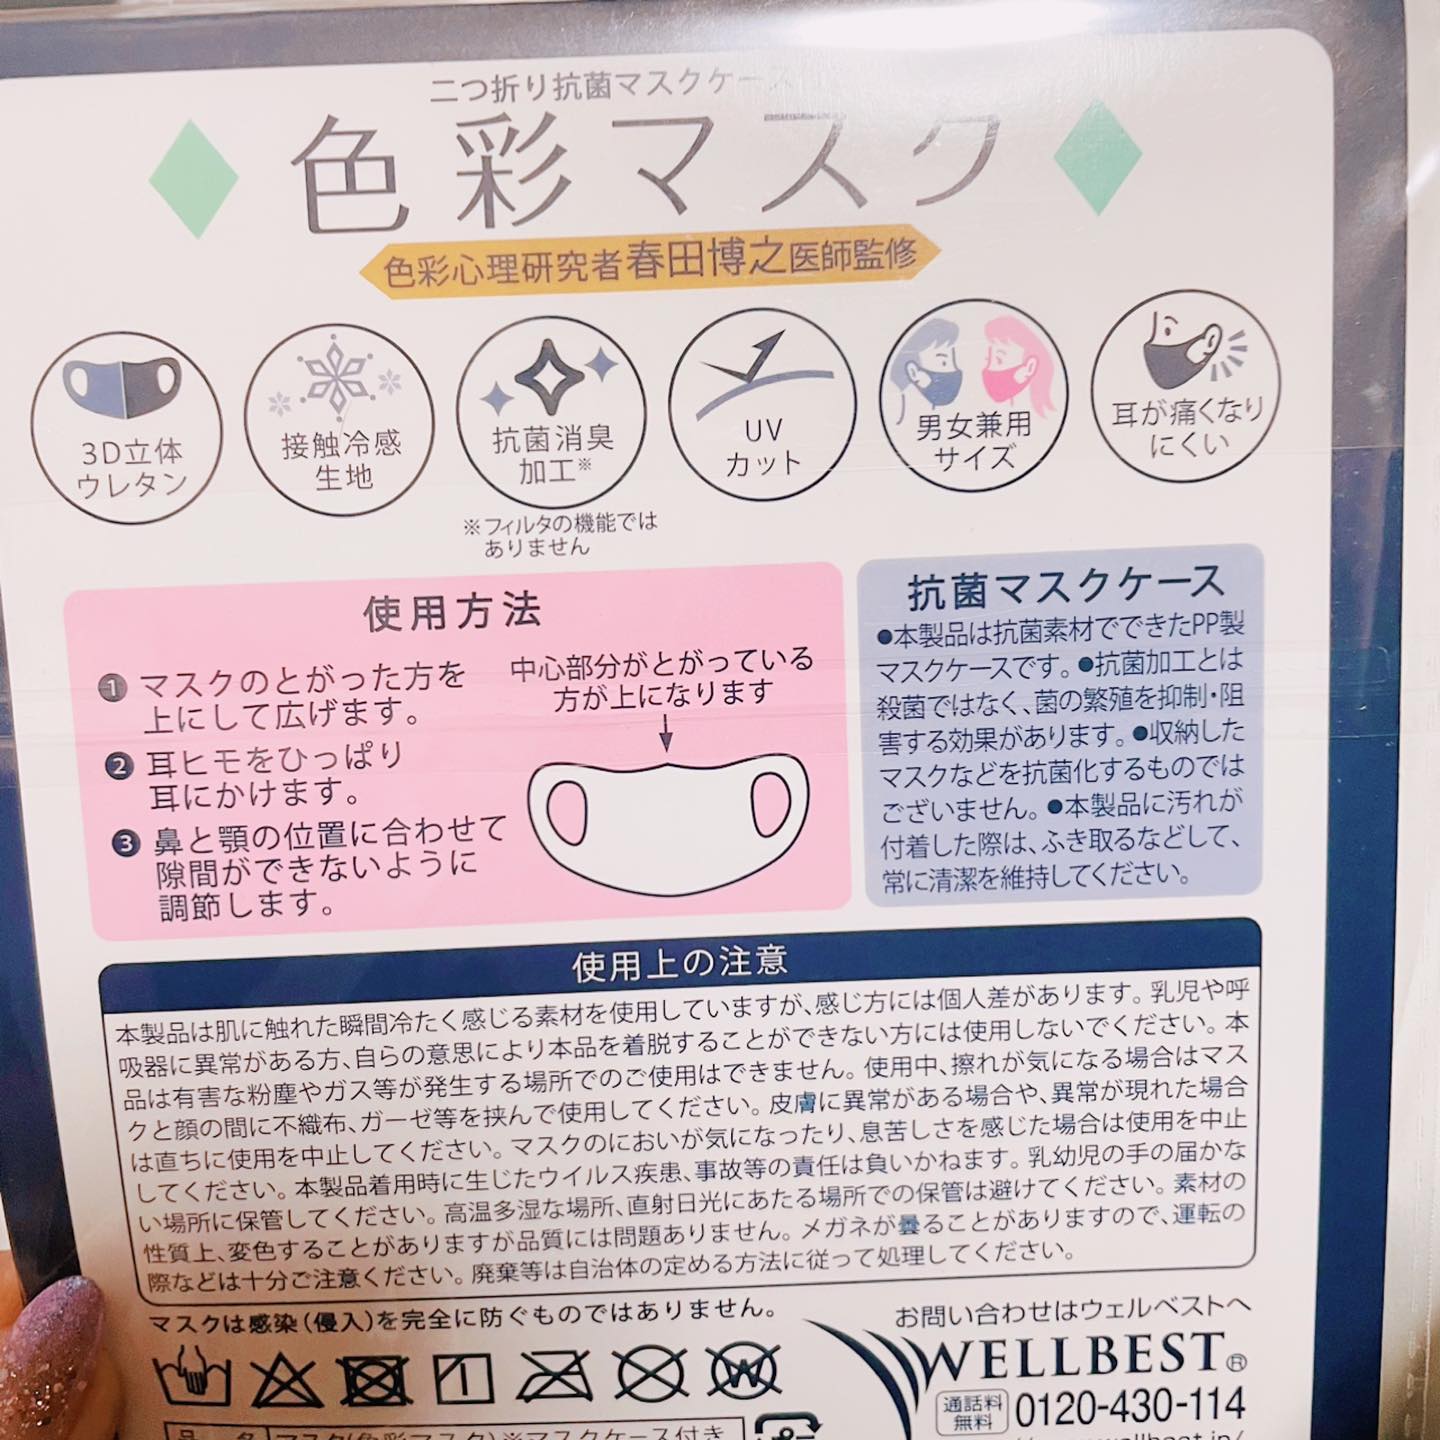 二つ折り抗菌マスクケース
色彩マスク
色彩心理研究者春田博之医師監修
3D立体
ウレタン
接触冷感
生地
抗菌消臭
加工※
※フィルタの機能では
ありません
UV
カット
男女兼用
サイズ
耳が痛くなり
にくい
使用方法
❶ マスクのとがった方を
上にして広げます。
❷ 耳ヒモをひっぱり
耳にかけます。
❸ 鼻と顎の位置に合わせて
隙間ができないように
調節します。
中心部分がとがっている
方が上になります
抗菌マスクケース
●本製品は抗菌素材でできたPP製
マスクケースです。●抗菌加工とは
殺菌ではなく、菌の繁殖を抑制・阻
害する効果があります。●収納した
マスクなどを抗菌化するものでは
ございません。●本製品に汚れが
付着した際は、ふき取るなどして、
常に清潔を維持してください。
使用上の注意
本製品は肌に触れた瞬間冷たく感じる素材を使用していますが、感じ方には個人差があります。乳児や呼
吸器に異常がある方、自らの意思により本品を着脱することができない方には使用しないでください。本
品は有害な粉塵やガス等が発生する場所でのご使用はできません。使用中、擦れが気になる場合はマス
クと顔の間に不織布、ガーゼ等を挟んで使用してください。皮膚に異常がある場合や、異常が現れた場合
は直ちに使用を中止してください。マスクのにおいが気になったり、息苦しさを感じた場合は使用を中止
してください。本製品着用時に生じたウイルス疾患、事故等の責任は負いかねます。乳幼児の手の届かな
い場所に保管してください。高温多湿な場所、直射日光にあたる場所での保管は避けてください。素材の
性質上、変色することがありますが品質には問題ありません。メガネが曇ることがありますので、運転の
際などは十分ご注意ください。廃棄等は自治体の定める方法に従って処理してください。
マスクは感染(侵入)を完全に防ぐものではありません。
W
お問い合わせはウェルベストへ
WELLBEST®
通話料
無料
0120-430-114
品 名 マスク(色彩マスク)※マスクケース付き